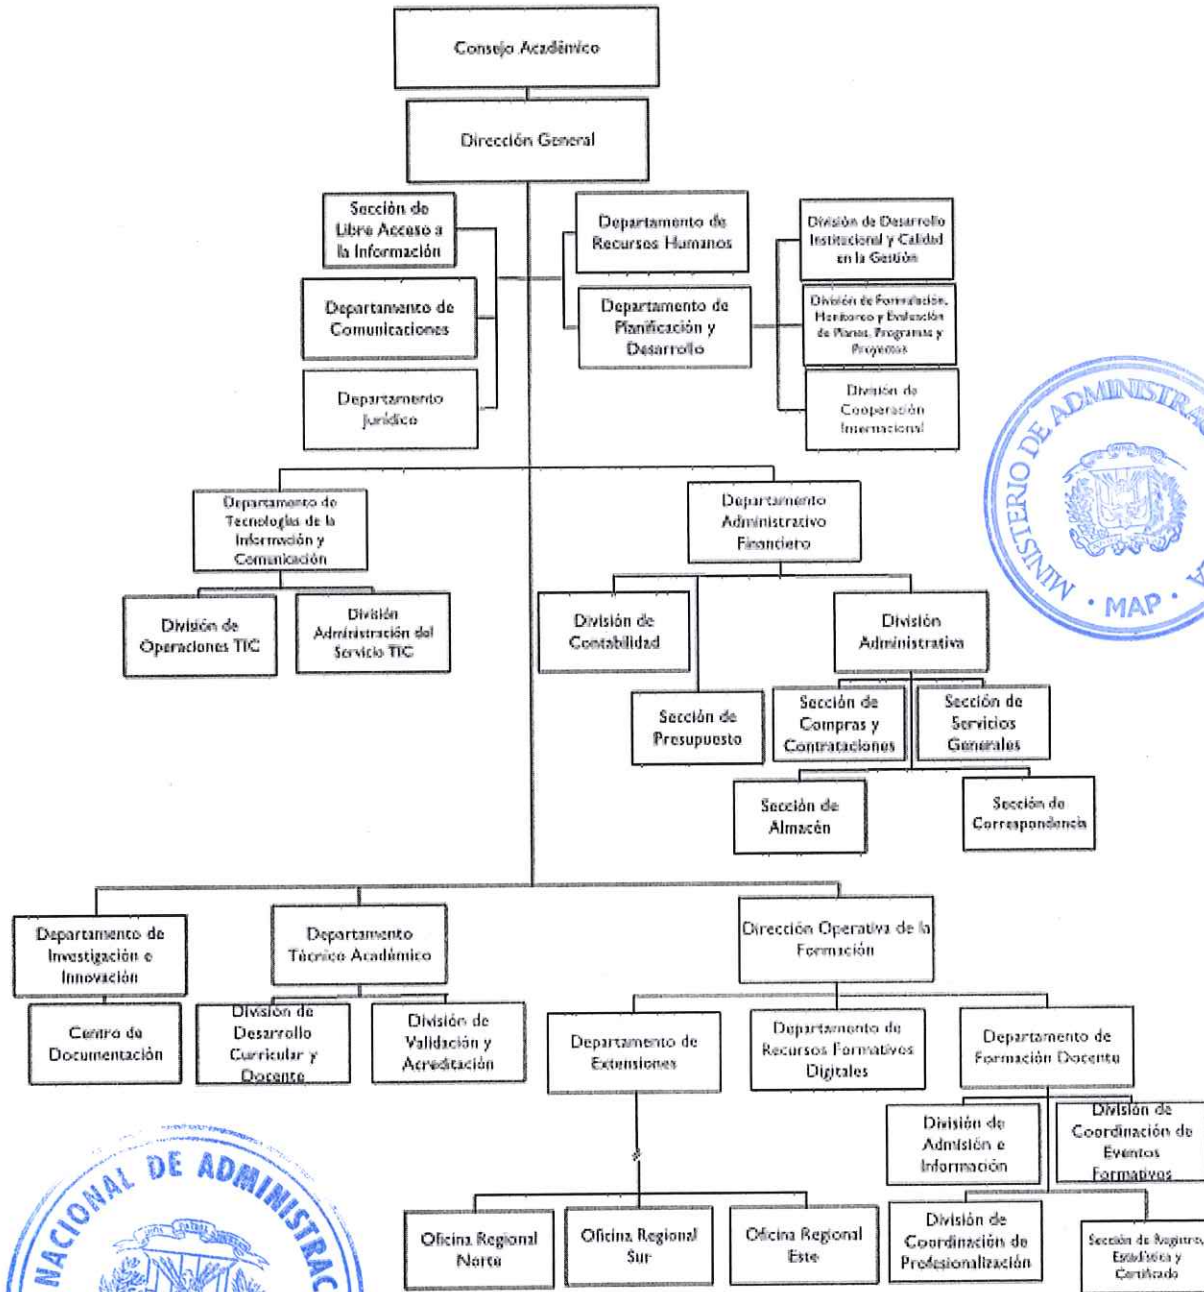 Consejo Académico
Dirección General
Sección de
Libre Acceso a
la Información
Departamento de
Recursos Humanos
División de Desarrollo
Institucional y Calidad
en la Gestión
Departamento de
Comunicaciones
Departamento de
Planificación y
Desarrollo
División de Formulación,
Monitoreo y Evaluación
de Planes, Programas y
Proyectos
Departamento
Jurídico
División de
Cooperación
Internacional
MINISTERIO DE ADMINISTRAC
MAP
Departamento de
Tecnologías de la
Información y
Comunicación
Departamento
Administrativo
Financiero
División de
Operaciones TIC
División
Administración del
Servicio TIC
División de
Contabilidad
División
Administrativa
Sección de
Presupuesto
Sección de
Compras y
Contrataciones
Sección de
Servicios
Generales
Sección de
Almacén
Sección de
Correspondencia
Departamento de
Investigación e
Innovación
Departamento
Técnico Académico
Dirección Operativa de la
Formación
Centro de
Documentación
División de
Desarrollo
Curricular y
Docente
División de
Validación y
Acreditación
Departamento de
Extensiones
Departamento de
Recursos Formativos
Digitales
Departamento de
Formación Docente
División de
Admisión e
Información
División de
Coordinación de
Eventos
Formativos
Oficina Regional
Norte
Oficina Regional
Sur
Oficina Regional
Este
División de
Coordinación de
Profesionalización
Sección de Registro,
Estadística y
Certificado
NACIONAL DE ADMINISTRAC